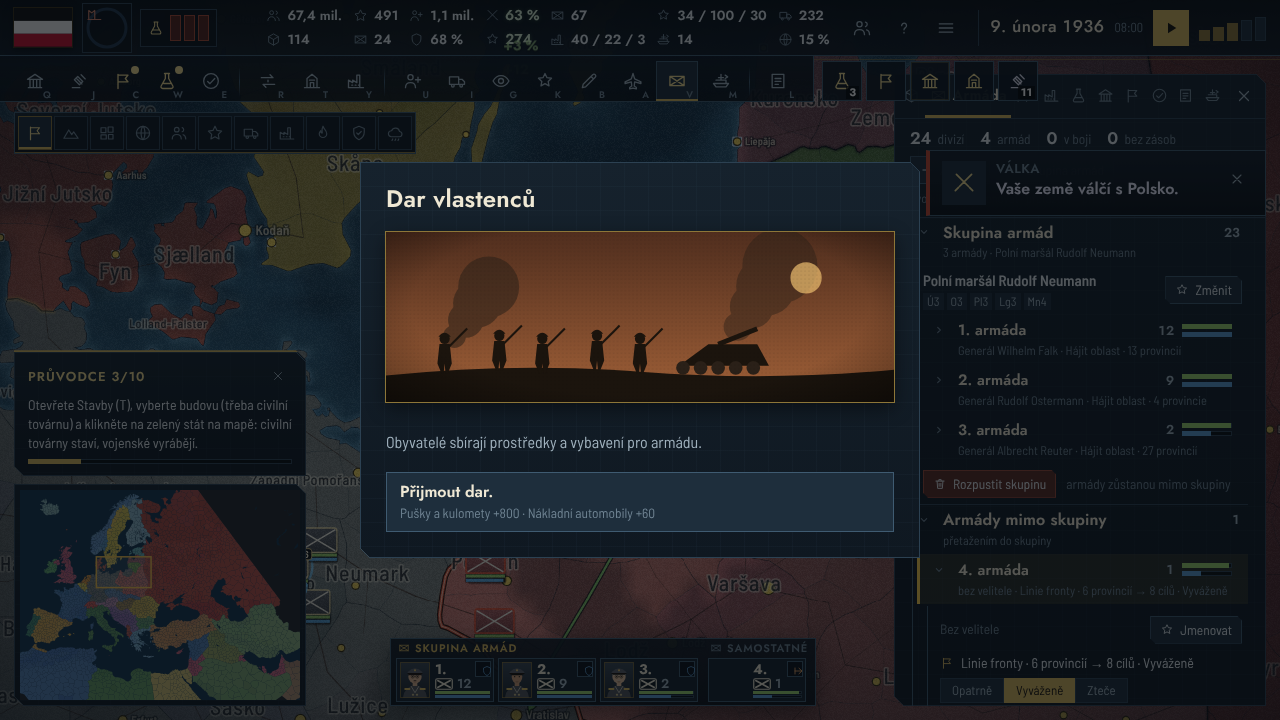 67,4 mil.
491
1,1 mil.
63 %
67
34 / 100 / 30
232
114
24
68 %
274
+3 %
40 / 22 / 3
14
15 %
?
9. února 1936
08:00
Q
J
C
W
E
R
T
Y
U
I
G
K
B
A
V
M
L
3
11
Severní Jutsko
Skåne
Liepāja
Aarhus
Jižní Jutsko
Kodaň
Sjælland
Fyn
Lolland-Falster
24 divizí
4 armád
0 v boji
0 bez zásob
VÁLKA
Vaše země válčí s Polsko.
Skupina armád
23
3 armády · Polní maršál Rudolf Neumann
Polní maršál Rudolf Neumann
Ú3
O3
Pl3
Lg3
Mn4
Změnit
1. armáda
12
Generál Wilhelm Falk · Hájit oblast · 13 provincií
2. armáda
9
Generál Rudolf Ostermann · Hájit oblast · 4 provincie
3. armáda
2
Generál Albrecht Reuter · Hájit oblast · 27 provincií
Rozpustit skupinu
armády zůstanou mimo skupiny
Armády mimo skupiny
1
přetažením do skupiny
4. armáda
1
bez velitele · Linie fronty · 6 provincií → 8 cílů · Vyváženě
Bez velitele
Jmenovat
Linie fronty · 6 provincií → 8 cílů · Vyváženě
Opatrně
Vyváženě
Zteče
Dar vlastenců
Obyvatelé sbírají prostředky a vybavení pro armádu.
Přijmout dar.
Pušky a kulomety +800 · Nákladní automobily +60
PRŮVODCE 3/10
Otevřete Stavby (T), vyberte budovu (třeba civilní
továrnu) a klikněte na zelený stát na mapě: civilní
továrny staví, vojenské vyrábějí.
Neumark
Varšava
Lužice
Vratislav
Sasko
SKUPINA ARMÁD
SAMOSTATNÉ
1.
12
2.
9
3.
2
4.
1